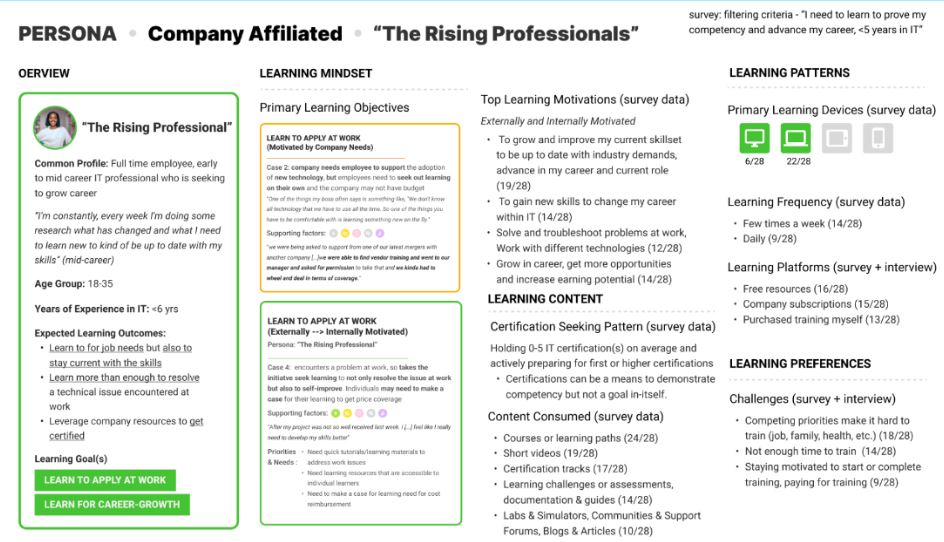 survey: filtering criteria - "I need to learn to prove my
competency and advance my career, <5 years in IT"
PERSONA • Company Affiliated • "The Rising Professionals"
OERVIEW
"The Rising Professional"
Common Profile: Full time employee, early
to mid career IT professional who is seeking
to grow career
"I'm constantly, every week I'm doing some
research what has changed and what I need
to learn new to kind of be up to date with my
skills" (mid-career)
Age Group: 18-35
Years of Experience in IT: <6 yrs
Expected Learning Outcomes:
• Learn to for job needs but also to
stay current with the skills
• Learn more than enough to resolve
a technical issue encountered at
work
• Leverage company resources to get
certified
Learning Goal(s)
LEARN TO APPLY AT WORK
LEARN FOR CAREER-GROWTH
LEARNING MINDSET
Primary Learning Objectives
LEARN TO APPLY AT WORK
(Motivated by Company Needs)
Case 2: company needs employee to support the adoption
of new technology, but employees need to seek out learning
on their own and the company may not have budget
"One of the things my boss often says is something like, "We don't know
all technology that we have to use all the time. So one of the things you
have to be comfortable with is learning something new on the fly."
Supporting factors:
"we were being asked to support from one of our latest mergers with
another company [...]we were able to find vendor training and went to our
manager and asked for permission to take that and we kinda had to
wheel and deal in terms of coverage."
LEARN TO APPLY AT WORK
(Externally --> Internally Motivated)
Persona: "The Rising Professional"
Case 4: encounters a problem at work, so takes the
initiative seek learning to not only resolve the issue at work
but also to self-improve. Individuals may need to make a
case for their learning to get price coverage
Supporting factors:
"After my project was not so well received last week. I [...] feel like I really
need to develop my skills better"
Priorities & Needs:
• Need quick tutorials/learning materials to
address work issues
• Need learning resources that are accessible to
individual learners
• Need to make a case for learning need for cost
reimbursement
Top Learning Motivations (survey data)
Externally and Internally Motivated
• To grow and improve my current skillset
to be up to date with industry demands,
advance in my career and current role
(19/28)
• To gain new skills to change my career
within IT (14/28)
• Solve and troubleshoot problems at work,
Work with different technologies (12/28)
• Grow in career, get more opportunities
and increase earning potential (14/28)
LEARNING CONTENT
Certification Seeking Pattern (survey data)
Holding 0-5 IT certification(s) on average and
actively preparing for first or higher certifications
• Certifications can be a means to demonstrate
competency but not a goal in-itself.
Content Consumed (survey data)
• Courses or learning paths (24/28)
• Short videos (19/28)
• Certification tracks (17/28)
• Learning challenges or assessments,
documentation & guides (14/28)
• Labs & Simulators, Communities & Support
Forums, Blogs & Articles (10/28)
LEARNING PATTERNS
Primary Learning Devices (survey data)
6/28 22/28
Learning Frequency (survey data)
• Few times a week (14/28)
• Daily (9/28)
Learning Platforms (survey + interview)
• Free resources (16/28)
• Company subscriptions (15/28)
• Purchased training myself (13/28)
LEARNING PREFERENCES
Challenges (survey + interview)
• Competing priorities make it hard to
train (job, family, health, etc.) (18/28)
• Not enough time to train (14/28)
• Staying motivated to start or complete
training, paying for training (9/28)